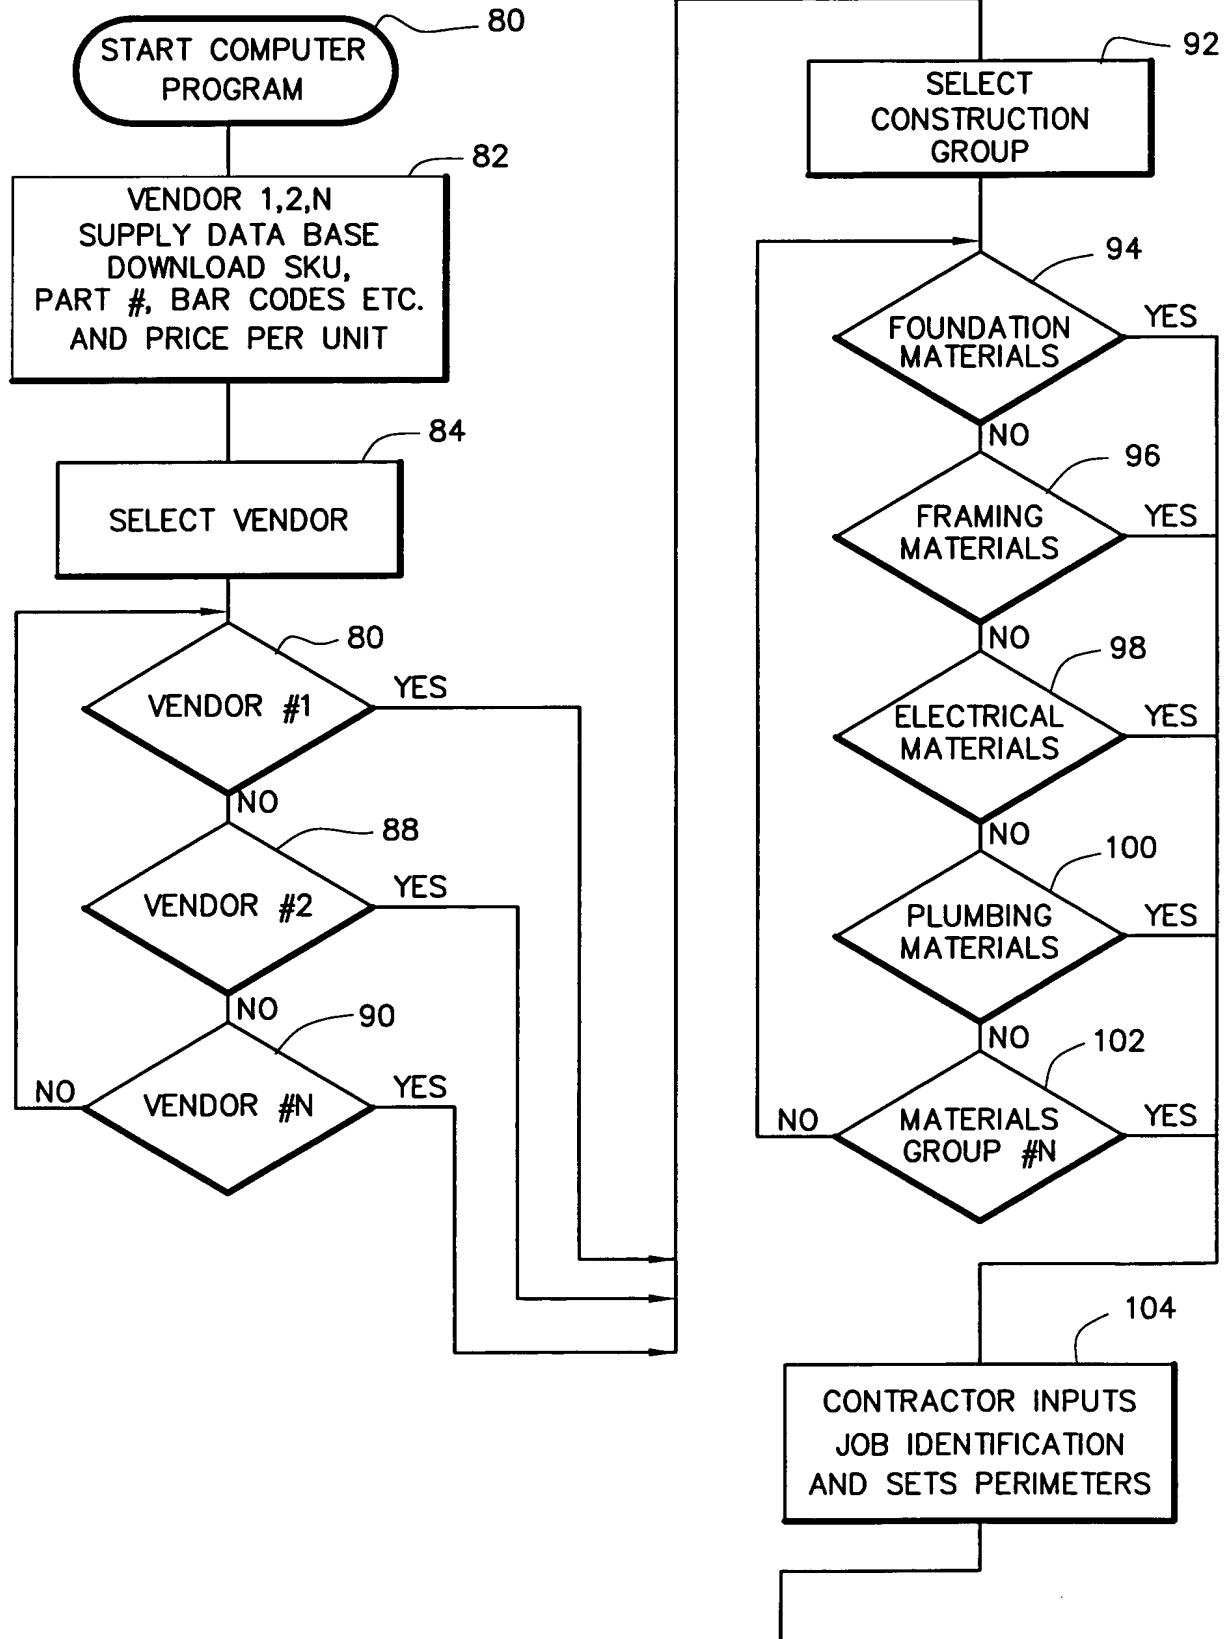 START COMPUTER
PROGRAM
80
VENDOR 1,2,N
SUPPLY DATA BASE
DOWNLOAD SKU,
PART #, BAR CODES ETC.
AND PRICE PER UNIT
82
SELECT VENDOR
84
VENDOR #1
80
YES
NO
VENDOR #2
88
YES
NO
VENDOR #N
90
YES
NO
SELECT
CONSTRUCTION
GROUP
92
FOUNDATION
MATERIALS
94
YES
NO
FRAMING
MATERIALS
96
YES
NO
ELECTRICAL
MATERIALS
98
YES
NO
PLUMBING
MATERIALS
100
YES
NO
MATERIALS
GROUP #N
102
YES
NO
CONTRACTOR INPUTS
JOB IDENTIFICATION
AND SETS PERIMETERS
104